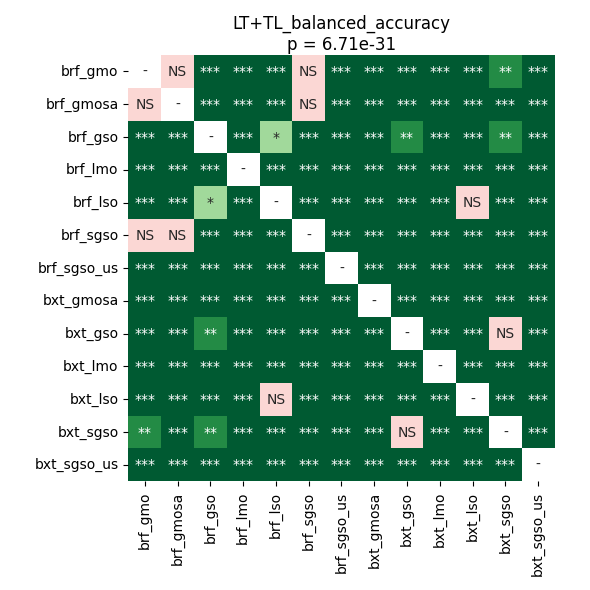 LT+TL_balanced_accuracy
p = 6.71e-31
brf_gmo - NS *** *** *** NS *** *** *** *** *** ** ***
brf_gmosa NS - *** *** *** NS *** *** *** *** *** *** ***
brf_gso *** *** - *** * *** *** *** ** *** *** ** ***
brf_lmo *** *** *** - *** *** *** *** *** *** *** *** ***
brf_lso *** *** * *** - *** *** *** *** *** NS *** ***
brf_sgso NS NS *** *** *** - *** *** *** *** *** *** ***
brf_sgso_us *** *** *** *** *** *** - *** *** *** *** *** ***
bxt_gmosa *** *** *** *** *** *** *** - *** *** *** *** ***
bxt_gso *** *** ** *** *** *** *** *** - *** *** NS ***
bxt_lmo *** *** *** *** *** *** *** *** *** - *** *** ***
bxt_lso *** *** *** *** NS *** *** *** *** *** - *** ***
bxt_sgso ** *** ** *** *** *** *** *** NS *** *** - ***
bxt_sgso_us *** *** *** *** *** *** *** *** *** *** *** *** -
brf_gmo
brf_gmosa
brf_gso
brf_lmo
brf_lso
brf_sgso
brf_sgso_us
bxt_gmosa
bxt_gso
bxt_lmo
bxt_lso
bxt_sgso
bxt_sgso_us